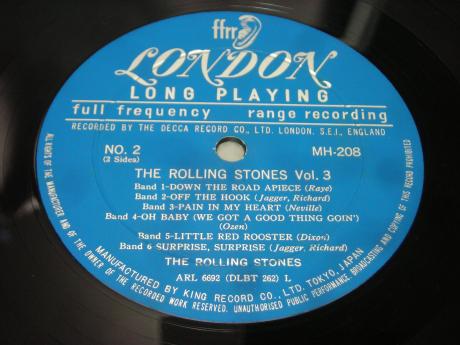 ffrr
LONDON
LONG PLAYING
full frequency range recording
RECORDED BY THE DECCA RECORD CO., LTD. LONDON. S.E.I., ENGLAND
NO. 2
(2 Sides)
MH-208
THE ROLLING STONES Vol. 3
Band 1-DOWN THE ROAD APIECE (Raye)
Band 2-OFF THE HOOK (Jagger, Richard)
Band 3-PAIN IN MY HEART (Neville)
Band 4-OH BABY (WE GOT A GOOD THING GOIN')
(Ozen)
Band 5-LITTLE RED ROOSTER (Dixon)
Band 6 SURPRISE, SURPRISE (Jagger, Richard)
THE ROLLING STONES
ARL 6692 (DLBT 262) L
MANUFACTURED BY KING RECORD CO., LTD. TOKYO, JAPAN
ALL RIGHTS OF THE MANUFACTURER AND OF THE OWNER OF THE RECORDED WORK RESERVED. UNAUTHORISED PUBLIC PERFORMANCE, BROADCASTING AND COPYING OF THIS RECORD PROHIBITED